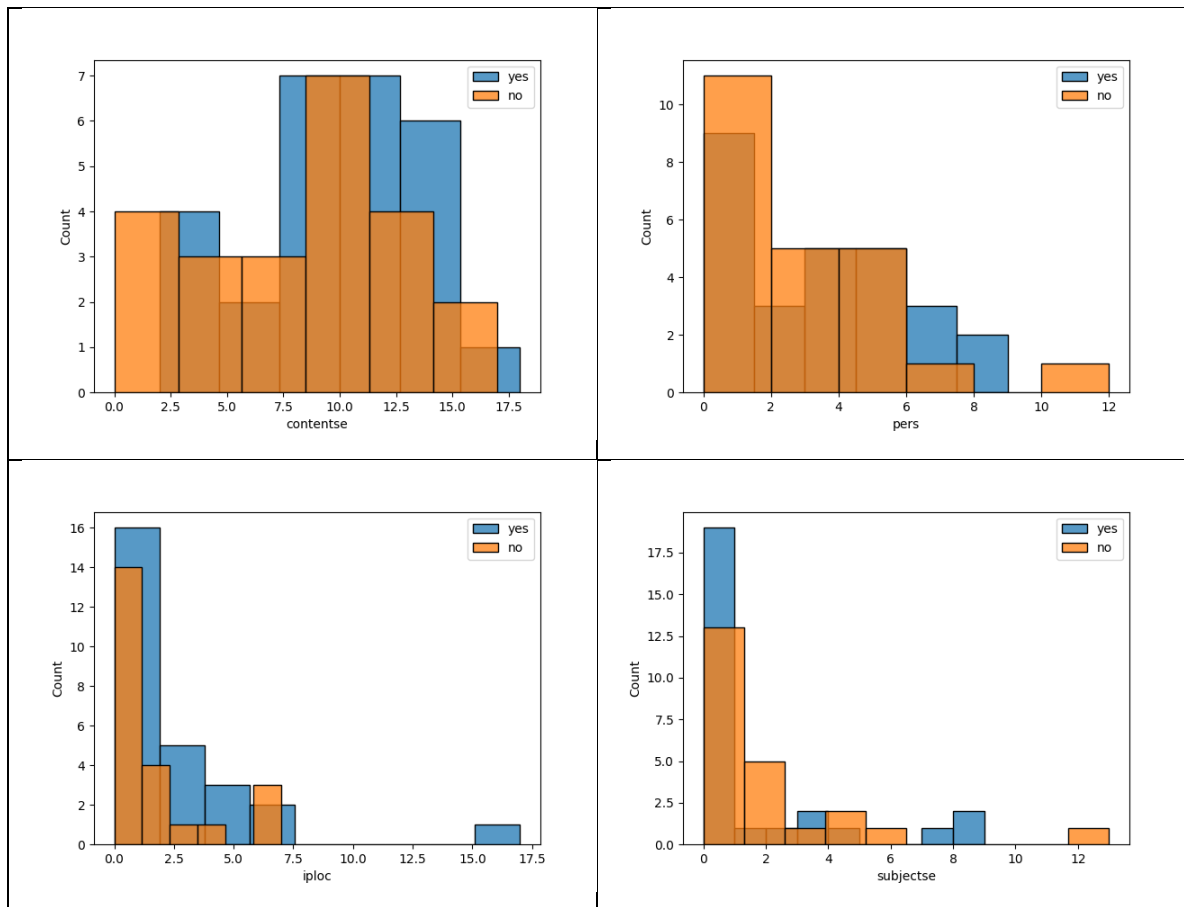 7
6
5
4
3
2
1
0
Count
0.0 2.5 5.0 7.5 10.0 12.5 15.0 17.5
contentse
yes
no
10
8
6
4
2
0
Count
0 2 4 6 8 10 12
pers
yes
no
16
14
12
10
8
6
4
2
0
Count
0.0 2.5 5.0 7.5 10.0 12.5 15.0 17.5
iploc
yes
no
17.5
15.0
12.5
10.0
7.5
5.0
2.5
0.0
Count
0 2 4 6 8 10 12
subjectse
yes
no